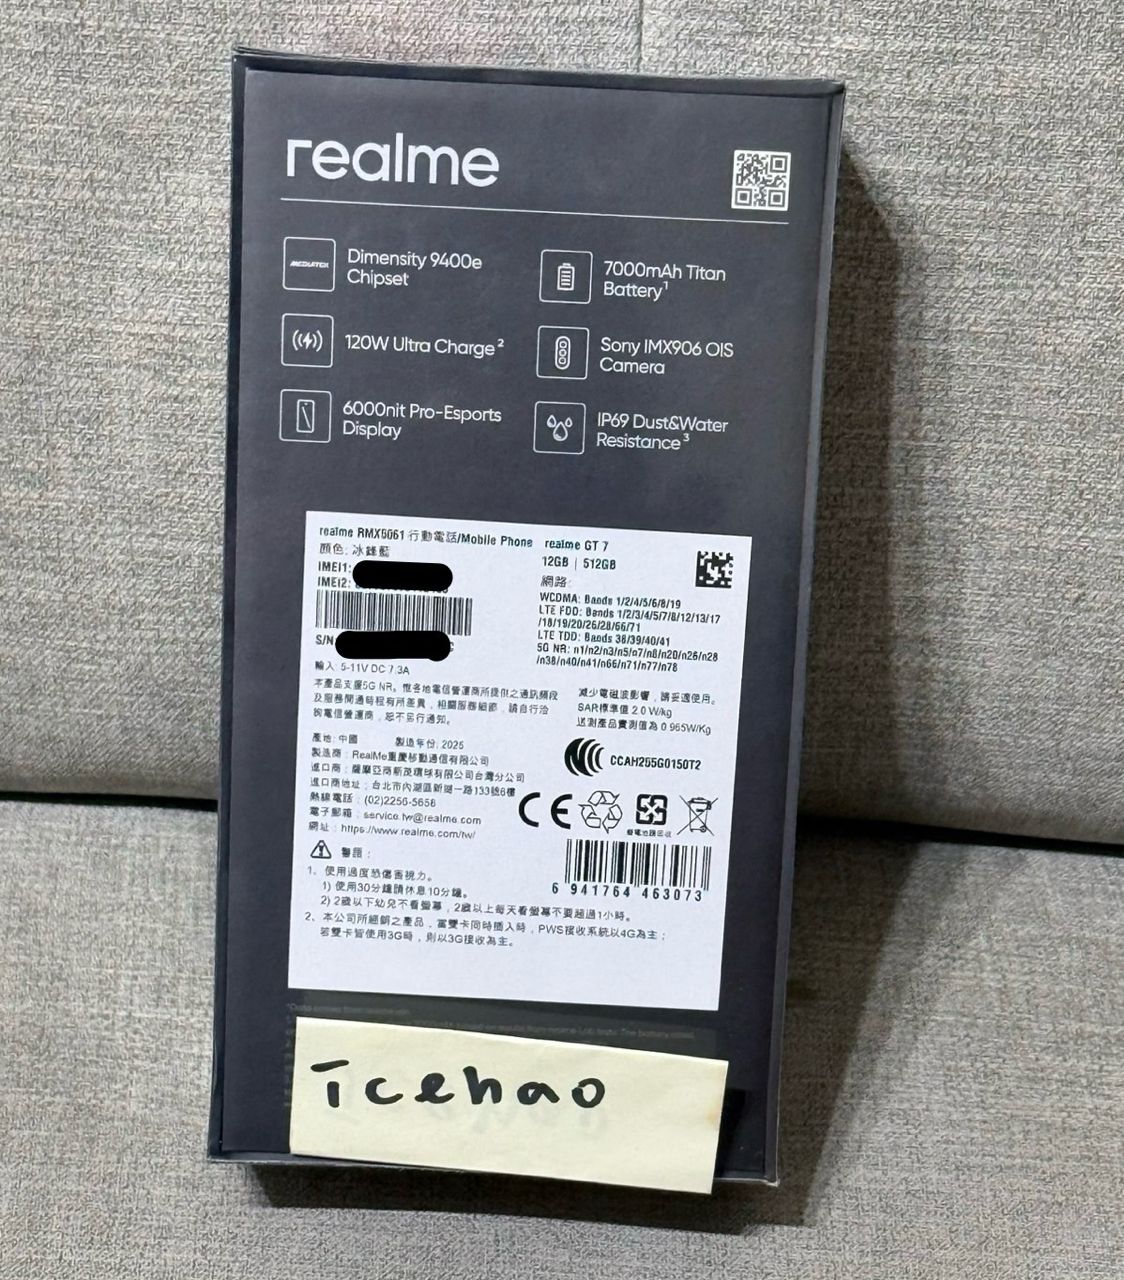 realme
MEDIATEK
Dimensity 9400e
Chipset
7000mAh Titan
Battery¹
120W Ultra Charge²
Sony IMX906 OIS
Camera
6000nit Pro-Esports
Display
IP69 Dust&Water
Resistance³
realme RMX5061 行動電話/Mobile Phone
顏色: 冰鋒藍
IMEI1:
IMEI2:
S/N
輸入: 5-11V DC 7.3A
realme GT 7
12GB | 512GB
網路:
WCDMA: Bands 1/2/4/5/6/8/19
LTE FDD: Bands 1/2/3/4/5/7/8/12/13/17
/18/19/20/26/28/66/71
LTE TDD: Bands 38/39/40/41
5G NR: n1/n2/n3/n5/n7/n8/n20/n26/n28
/n38/n40/n41/n66/n71/n77/n78
本產品支援5G NR。惟各地電信營運商所提供之通訊頻段
及服務開通時程有所差異，相關服務細節，請自行洽
詢電信營運商，恕不另行通知。
減少電磁波影響，請妥適使用。
SAR標準值 2.0 W/kg
送測產品實測值為 0.965W/Kg
產地: 中國 製造年份: 2025
製造商: RealMe重慶移動通信有限公司
進口商: 薩摩亞商新茂環球有限公司台灣分公司
進口商地址: 台北市內湖區新湖一路133號6樓
熱線電話: (02)2256-5658
電子郵箱: service.tw@realme.com
網址: https://www.realme.com/tw/
CCAH255G0150T2
CE
廢電池請回收
6 941764 463073
警語:
1、使用過度恐傷害視力。
1) 使用30分鐘請休息10分鐘。
2) 2歲以下幼兒不看螢幕，2歲以上每天看螢幕不要超過1小時。
2、本公司所經銷之產品，當雙卡同時插入時，PWS接收系統以4G為主；
若雙卡皆使用3G時，則以3G接收為主。
icehao